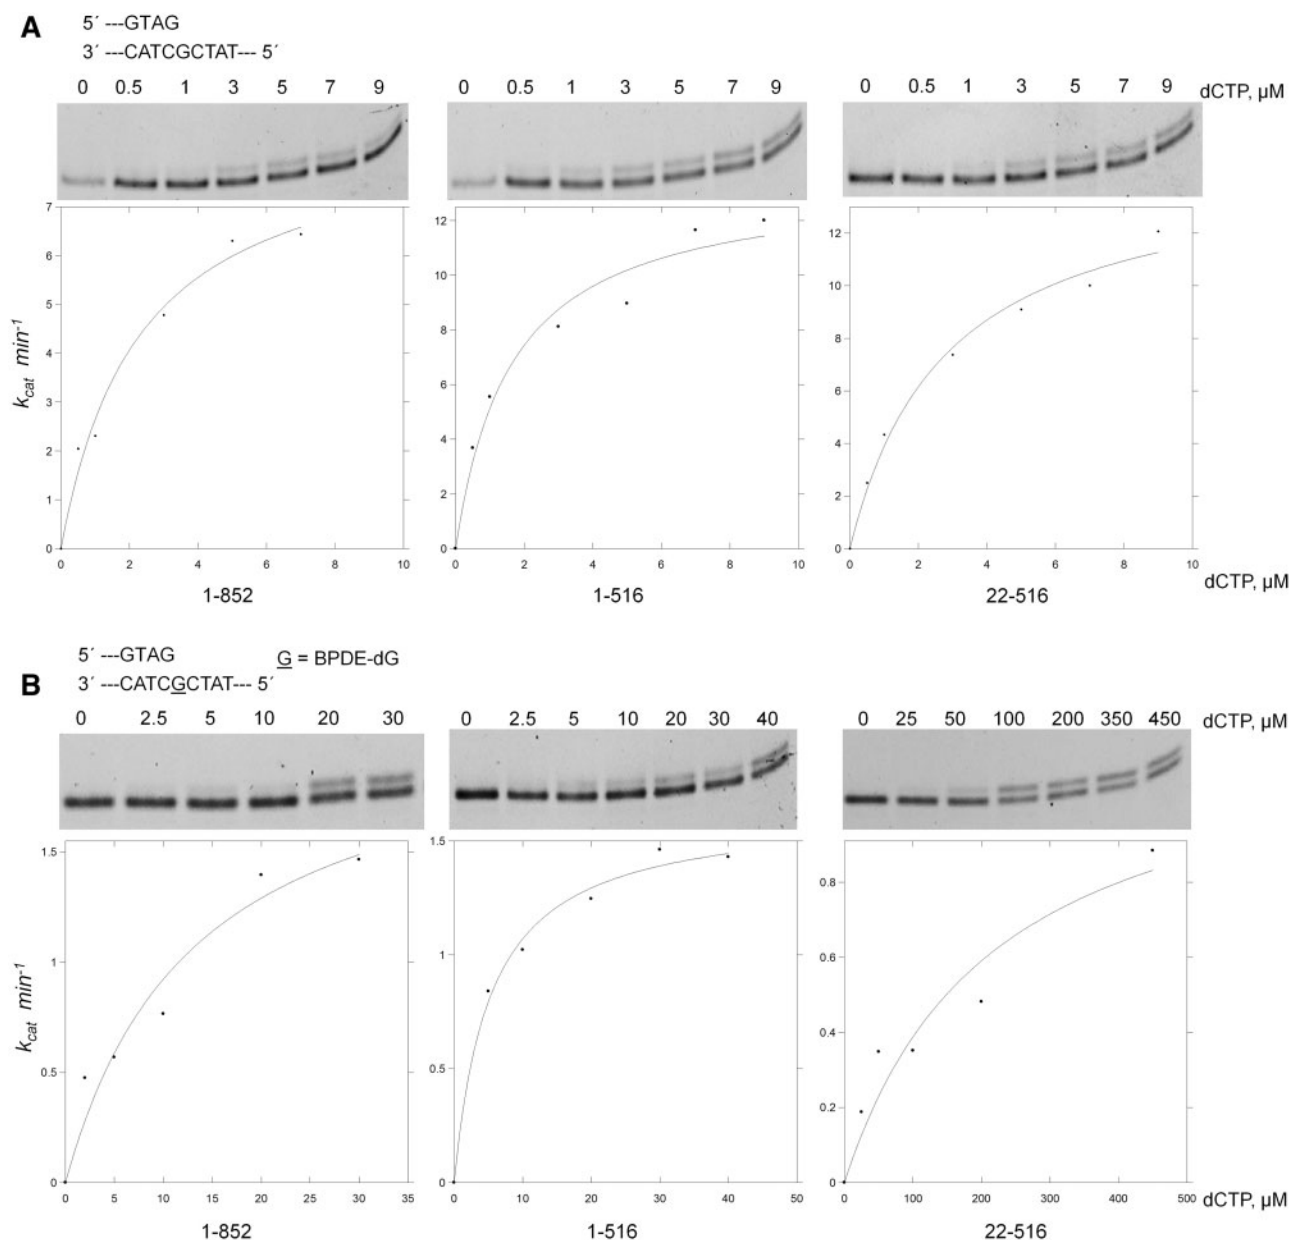 A
5´ ---GTAG
3´ ---CATCGCTAT--- 5´
0 0.5 1 3 5 7 9 0 0.5 1 3 5 7 9 0 0.5 1 3 5 7 9 dCTP, µM
7
6
5
4
3
2
1
0
kcat min-1
0 2 4 6 8 10
1-852
12
10
8
6
4
2
0
0 2 4 6 8 10
1-516
12
10
8
6
4
2
0
0 2 4 6 8 10
22-516
dCTP, µM
B
5´ ---GTAG
G = BPDE-dG
3´ ---CATCGCTAT--- 5´
0 2.5 5 10 20 30 0 2.5 5 10 20 30 40 0 25 50 100 200 350 450 dCTP, µM
1.5
1
0.5
0
kcat min-1
0 5 10 15 20 25 30 35
1-852
1.5
1
0.5
0
0 10 20 30 40 50
1-516
0.8
0.6
0.4
0.2
0
0 100 200 300 400 500
22-516
dCTP, µM